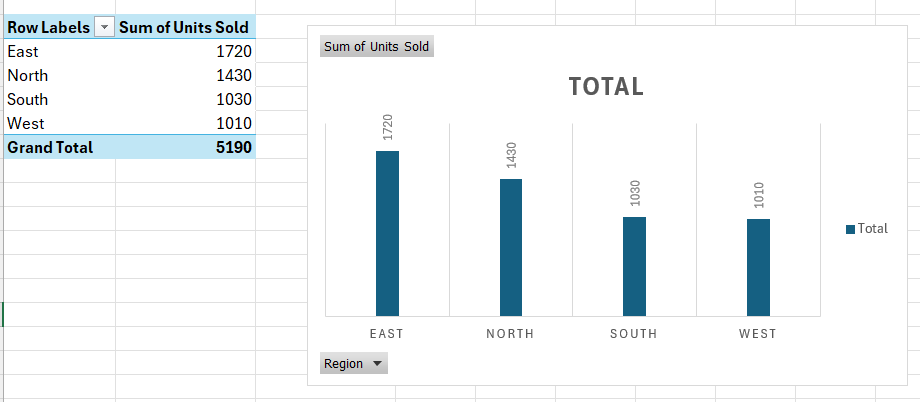 Row Labels Sum of Units Sold
East 1720
North 1430
South 1030
West 1010
Grand Total 5190
Sum of Units Sold
TOTAL
1720 1430 1030 1010
Total
EAST NORTH SOUTH WEST
Region